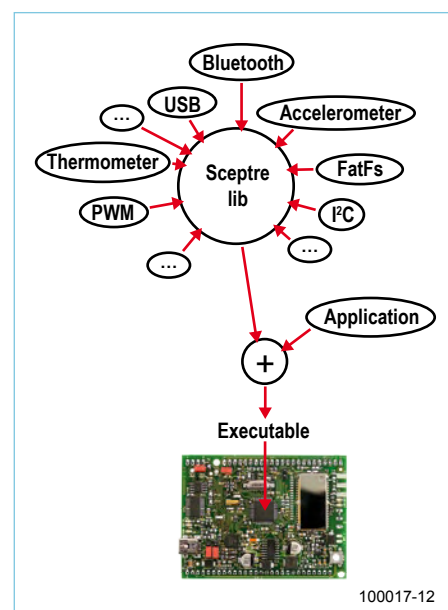 Bluetooth
USB
...
Accelerometer
Thermometer
Sceptre
lib
FatFs
PWM
I²C
...
...
Application
+
Executable
100017-12